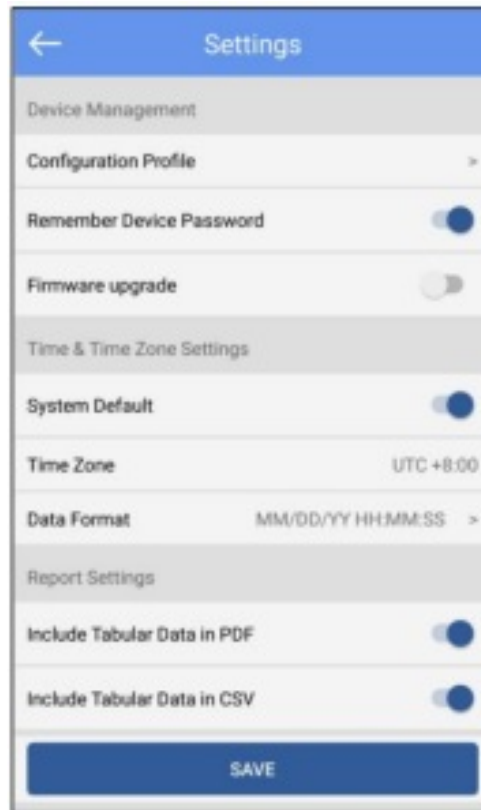 Settings
Device Management
Configuration Profile >
Remember Device Password
Firmware upgrade
Time & Time Zone Settings
System Default
Time Zone UTC +8:00
Data Format MM/DD/YY HH:MM:SS >
Report Settings
Include Tabular Data in PDF
Include Tabular Data in CSV
SAVE